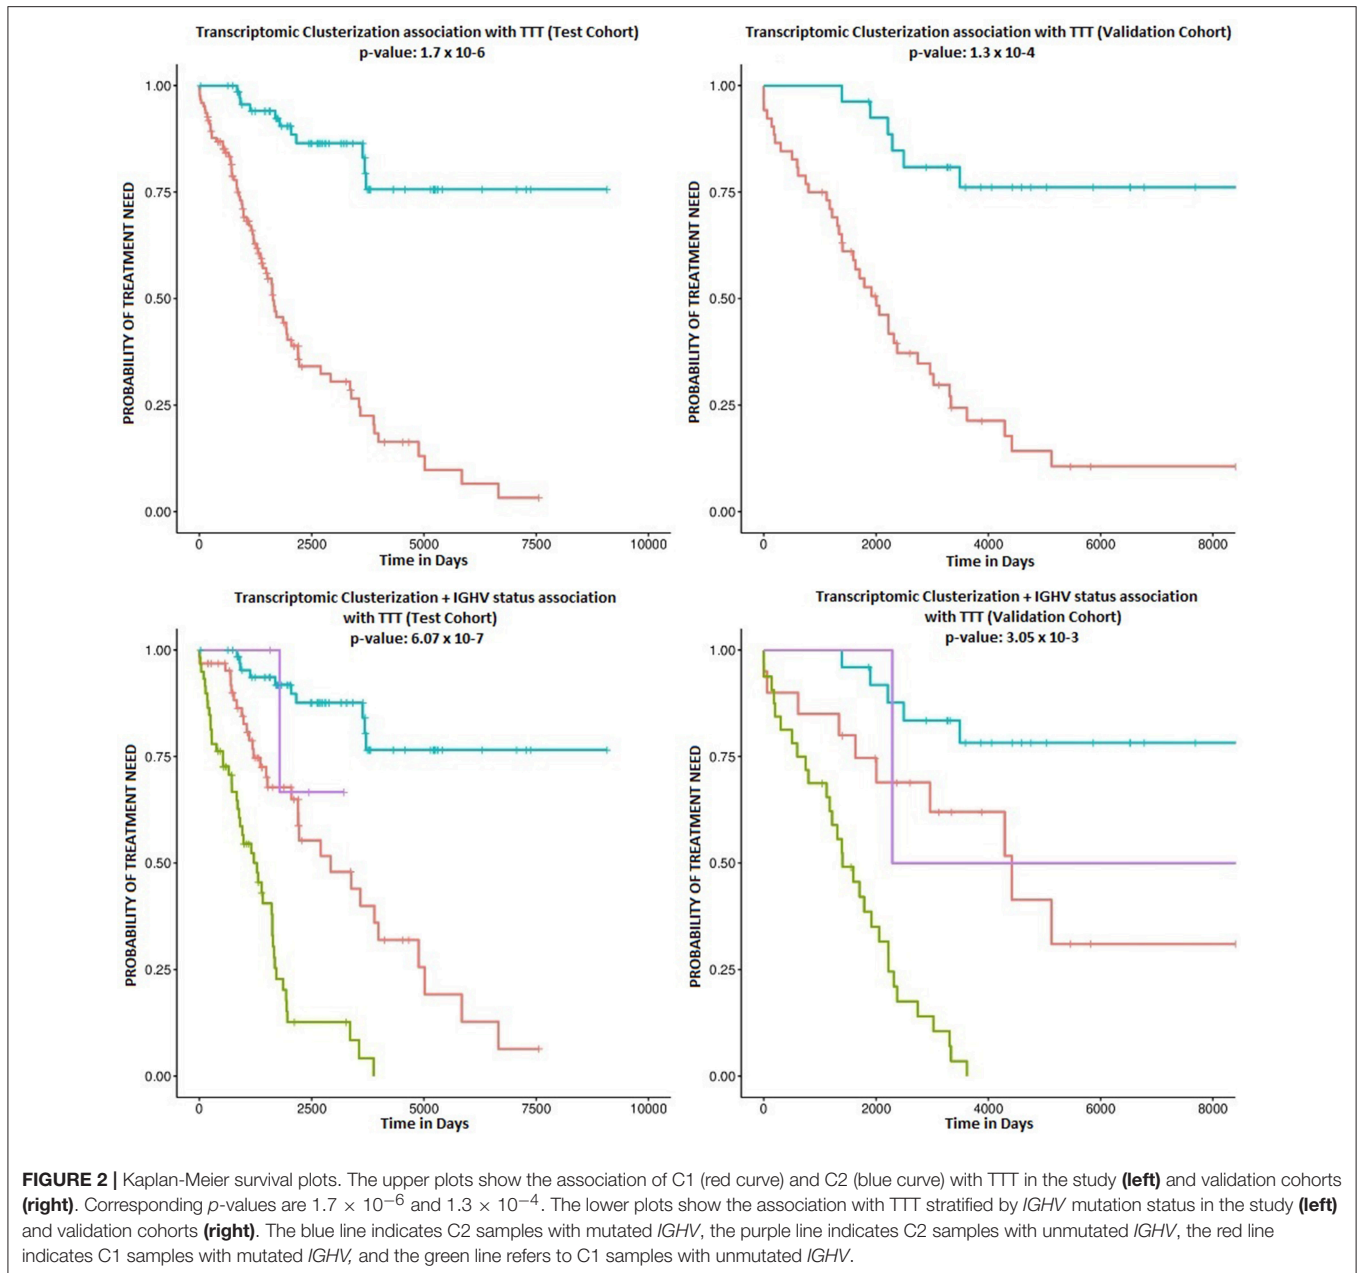 Transcriptomic Clusterization association with TTT (Test Cohort)
p-value: 1.7 x 10-6
PROBABILITY OF TREATMENT NEED
1.00
0.75
0.50
0.25
0.00
0 2500 5000 7500 10000
Time in Days
Transcriptomic Clusterization association with TTT (Validation Cohort)
p-value: 1.3 x 10-4
PROBABILITY OF TREATMENT NEED
1.00
0.75
0.50
0.25
0.00
0 2000 4000 6000 8000
Time in Days
Transcriptomic Clusterization + IGHV status association
with TTT (Test Cohort)
p-value: 6.07 x 10-7
PROBABILITY OF TREATMENT NEED
1.00
0.75
0.50
0.25
0.00
0 2500 5000 7500 10000
Time in Days
Transcriptomic Clusterization + IGHV status association
with TTT (Validation Cohort)
p-value: 3.05 x 10-3
PROBABILITY OF TREATMENT NEED
1.00
0.75
0.50
0.25
0.00
0 2000 4000 6000 8000
Time in Days
FIGURE 2 | Kaplan-Meier survival plots. The upper plots show the association of C1 (red curve) and C2 (blue curve) with TTT in the study (left) and validation cohorts
(right). Corresponding p-values are 1.7 × 10⁻⁶ and 1.3 × 10⁻⁴. The lower plots show the association with TTT stratified by IGHV mutation status in the study (left)
and validation cohorts (right). The blue line indicates C2 samples with mutated IGHV, the purple line indicates C2 samples with unmutated IGHV, the red line
indicates C1 samples with mutated IGHV, and the green line refers to C1 samples with unmutated IGHV.